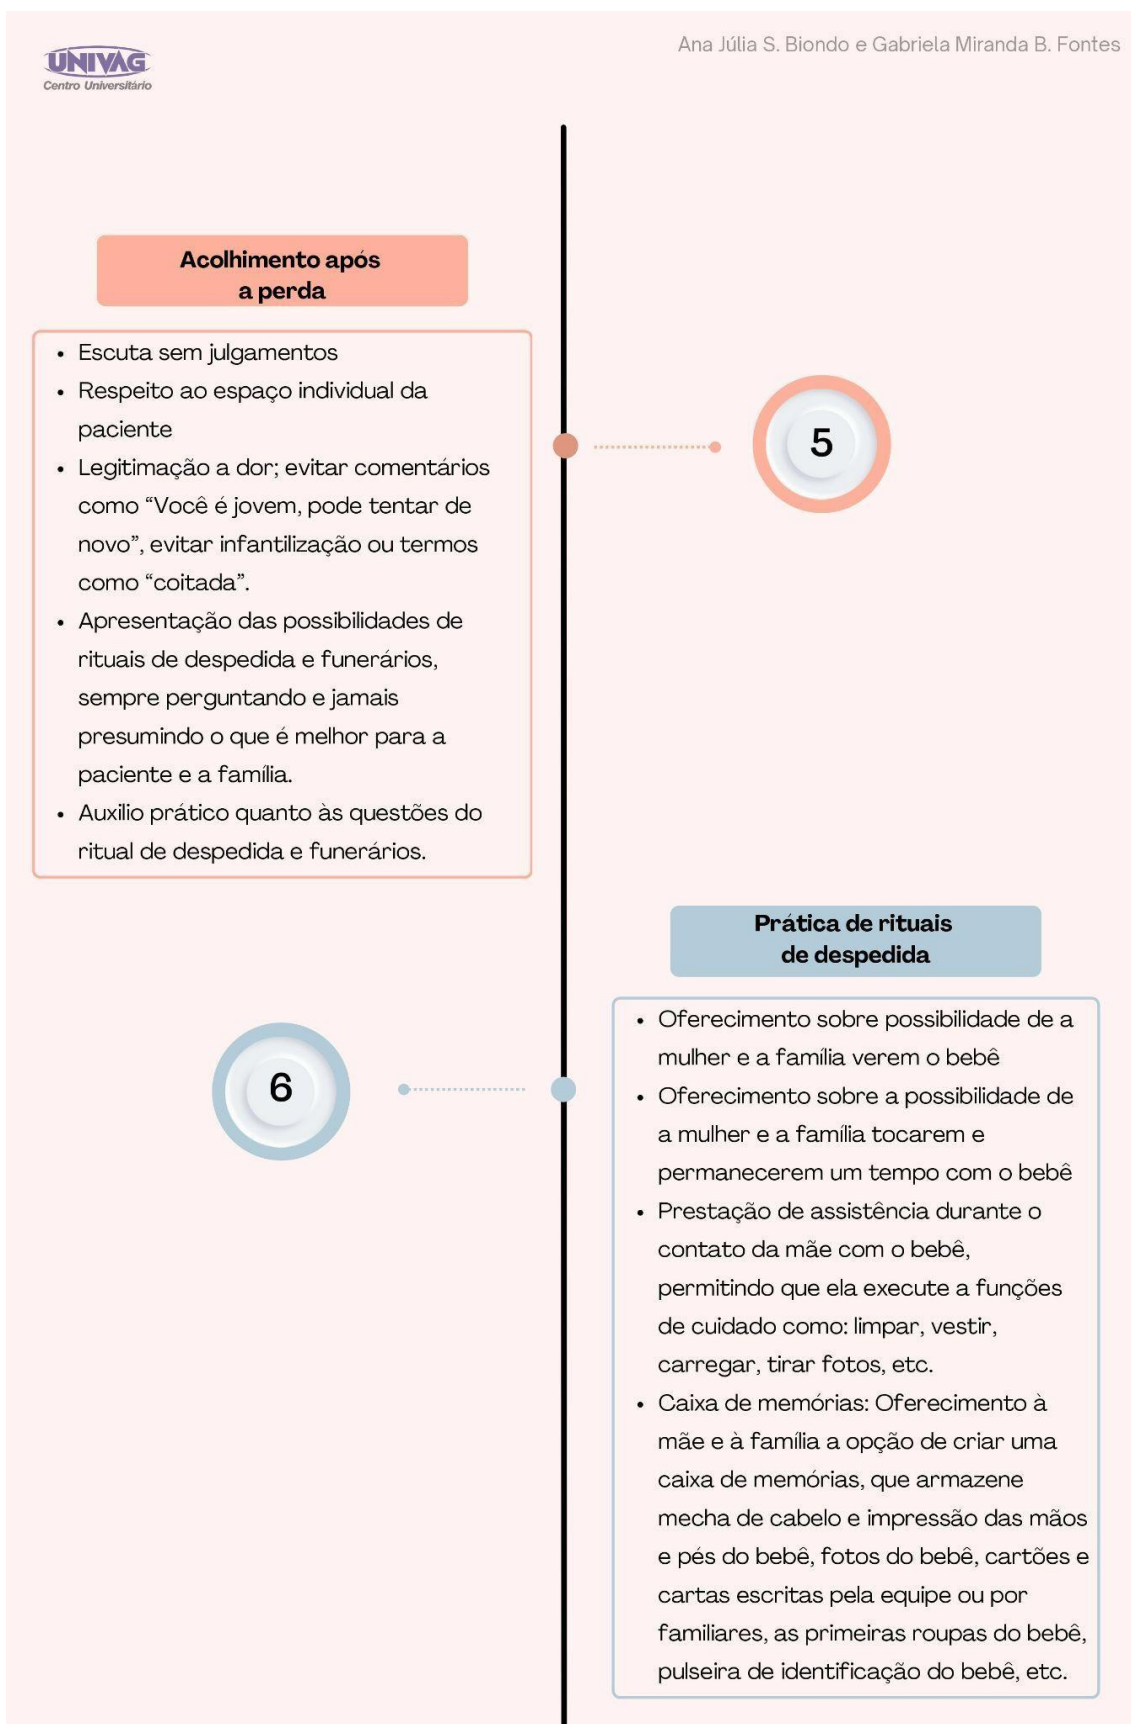 UNIVAG
Centro Universitário
Ana Júlia S. Biondo e Gabriela Miranda B. Fontes
Acolhimento após
a perda
• Escuta sem julgamentos
• Respeito ao espaço individual da
paciente
• Legitimação a dor; evitar comentários
como “Você é jovem, pode tentar de
novo”, evitar infantilização ou termos
como “coitada”.
• Apresentação das possibilidades de
rituais de despedida e funerários,
sempre perguntando e jamais
presumindo o que é melhor para a
paciente e a família.
• Auxilio prático quanto às questões do
ritual de despedida e funerários.
5
Prática de rituais
de despedida
• Oferecimento sobre possibilidade de a
mulher e a família verem o bebê
• Oferecimento sobre a possibilidade de
a mulher e a família tocarem e
permanecerem um tempo com o bebê
• Prestação de assistência durante o
contato da mãe com o bebê,
permitindo que ela execute a funções
de cuidado como: limpar, vestir,
carregar, tirar fotos, etc.
• Caixa de memórias: Oferecimento à
mãe e à família a opção de criar uma
caixa de memórias, que armazene
mecha de cabelo e impressão das mãos
e pés do bebê, fotos do bebê, cartões e
cartas escritas pela equipe ou por
familiares, as primeiras roupas do bebê,
pulseira de identificação do bebê, etc.
6